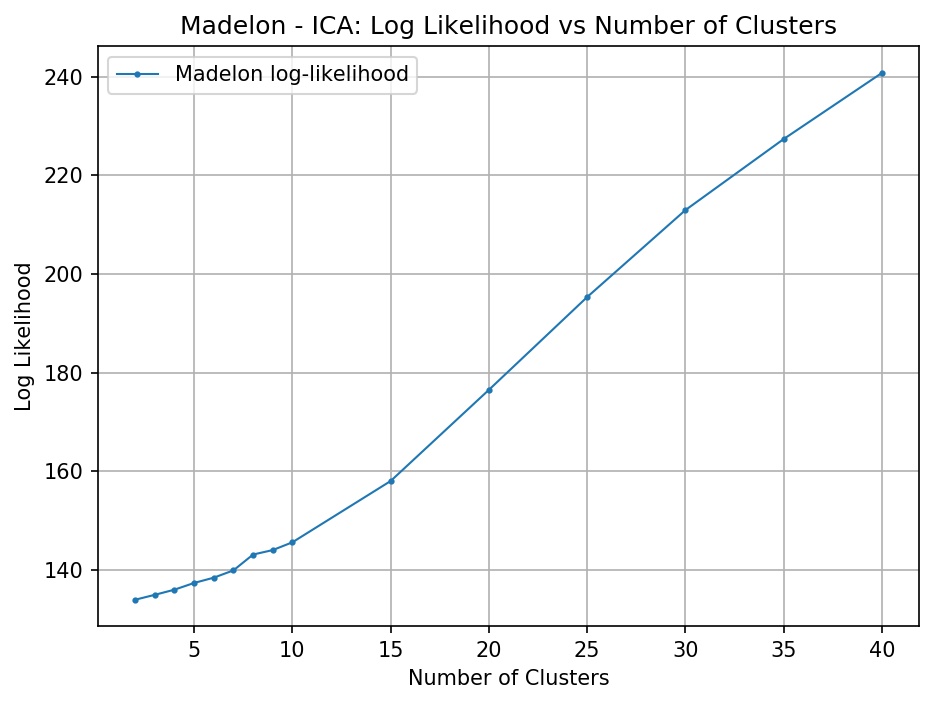 Madelon - ICA: Log Likelihood vs Number of Clusters
Madelon log-likelihood
240
220
200
180
160
140
Log Likelihood
5 10 15 20 25 30 35 40
Number of Clusters